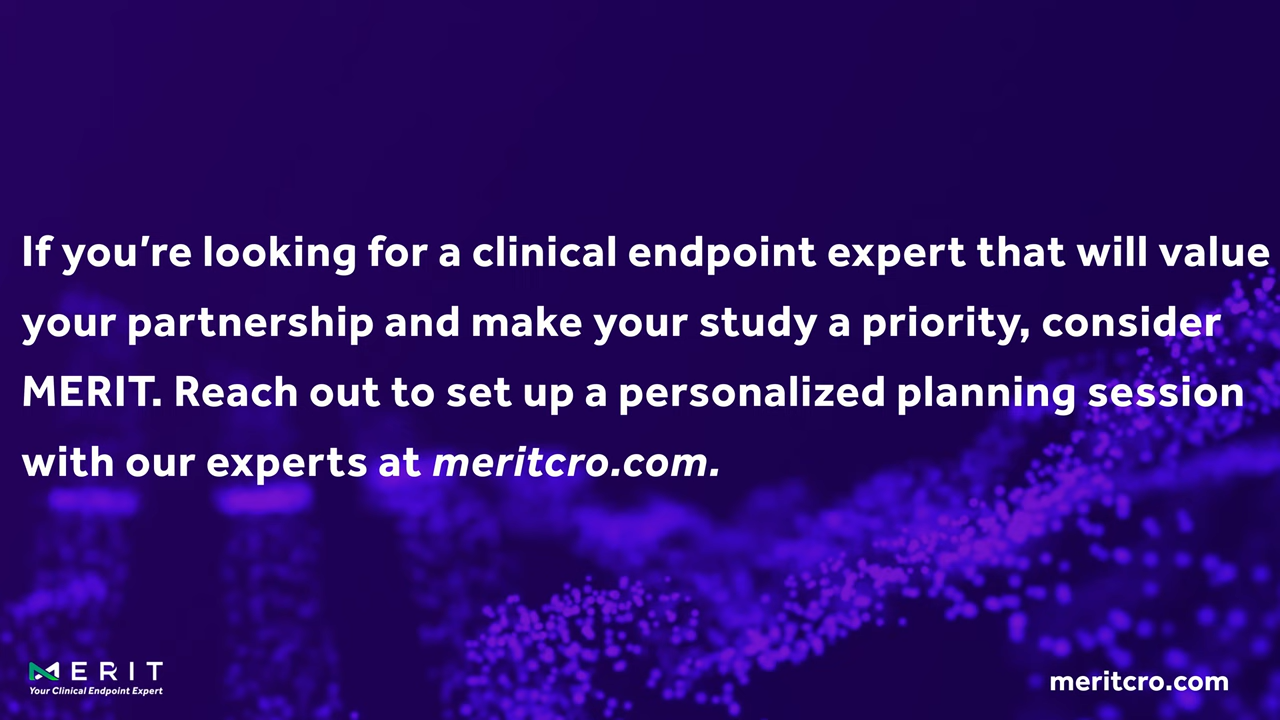 If you’re looking for a clinical endpoint expert that will value
your partnership and make your study a priority, consider
MERIT. Reach out to set up a personalized planning session
with our experts at meritcro.com.
MERIT
Your Clinical Endpoint Expert
meritcro.com